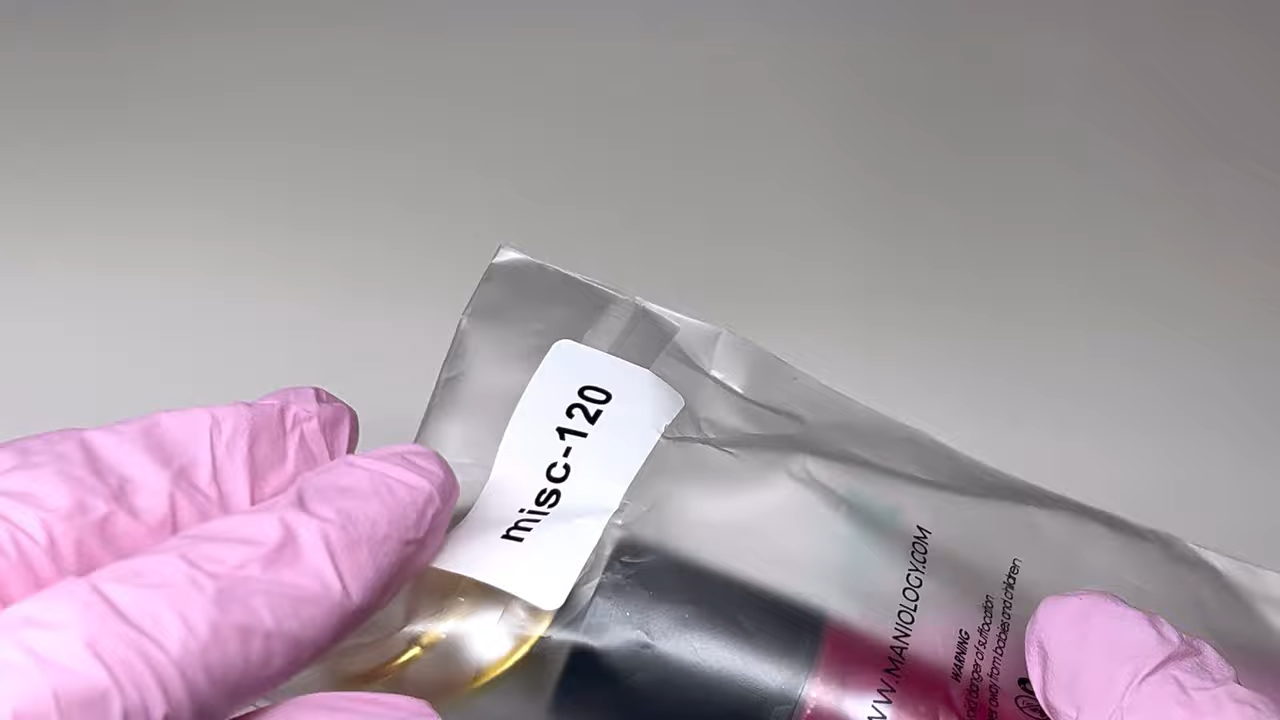 misc-120
WWW.MANIOLOGY.COM
WARNING
danger of suffocation
away from babies and children